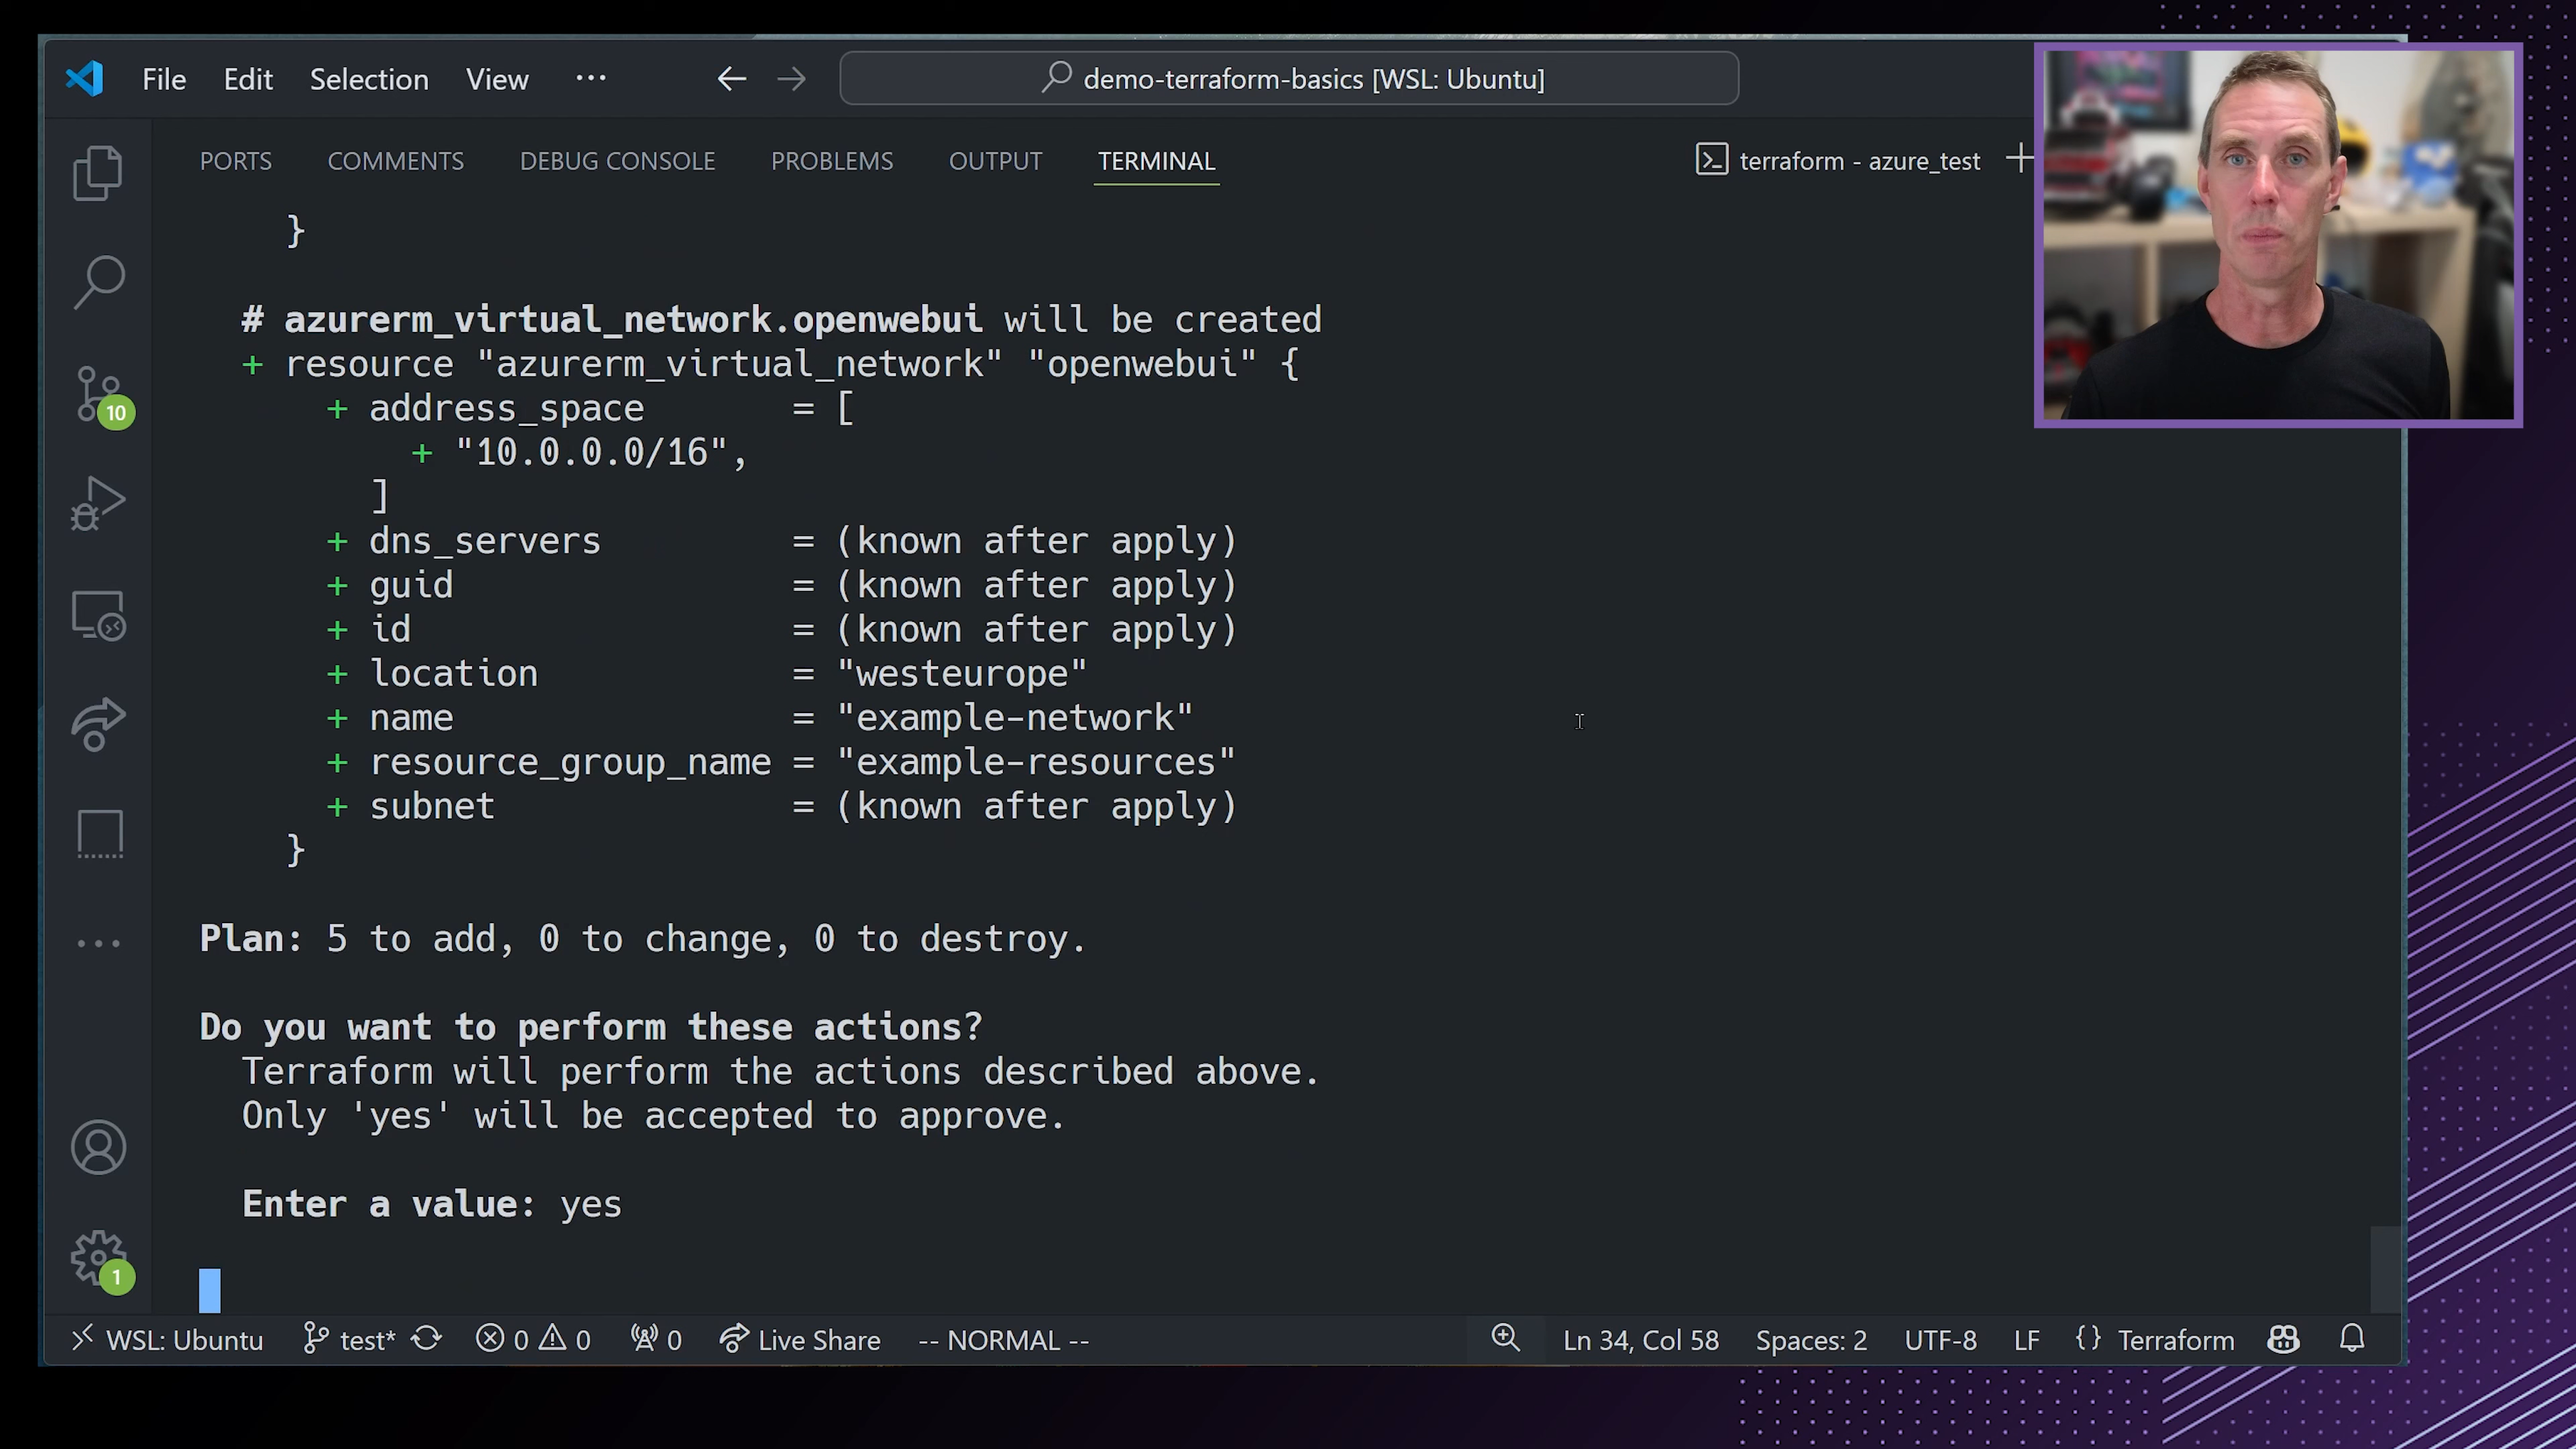 File Edit Selection View ···
demo-terraform-basics [WSL: Ubuntu]
PORTS COMMENTS DEBUG CONSOLE PROBLEMS OUTPUT TERMINAL
terraform - azure_test
}
# azurerm_virtual_network.openwebui will be created
+ resource "azurerm_virtual_network" "openwebui" {
+ address_space = [
+ "10.0.0.0/16",
]
+ dns_servers = (known after apply)
+ guid = (known after apply)
+ id = (known after apply)
+ location = "westeurope"
+ name = "example-network"
+ resource_group_name = "example-resources"
+ subnet = (known after apply)
}
Plan: 5 to add, 0 to change, 0 to destroy.
Do you want to perform these actions?
Terraform will perform the actions described above.
Only 'yes' will be accepted to approve.
Enter a value: yes
10
1
WSL: Ubuntu test* 0 0 0 Live Share -- NORMAL -- Ln 34, Col 58 Spaces: 2 UTF-8 LF {} Terraform